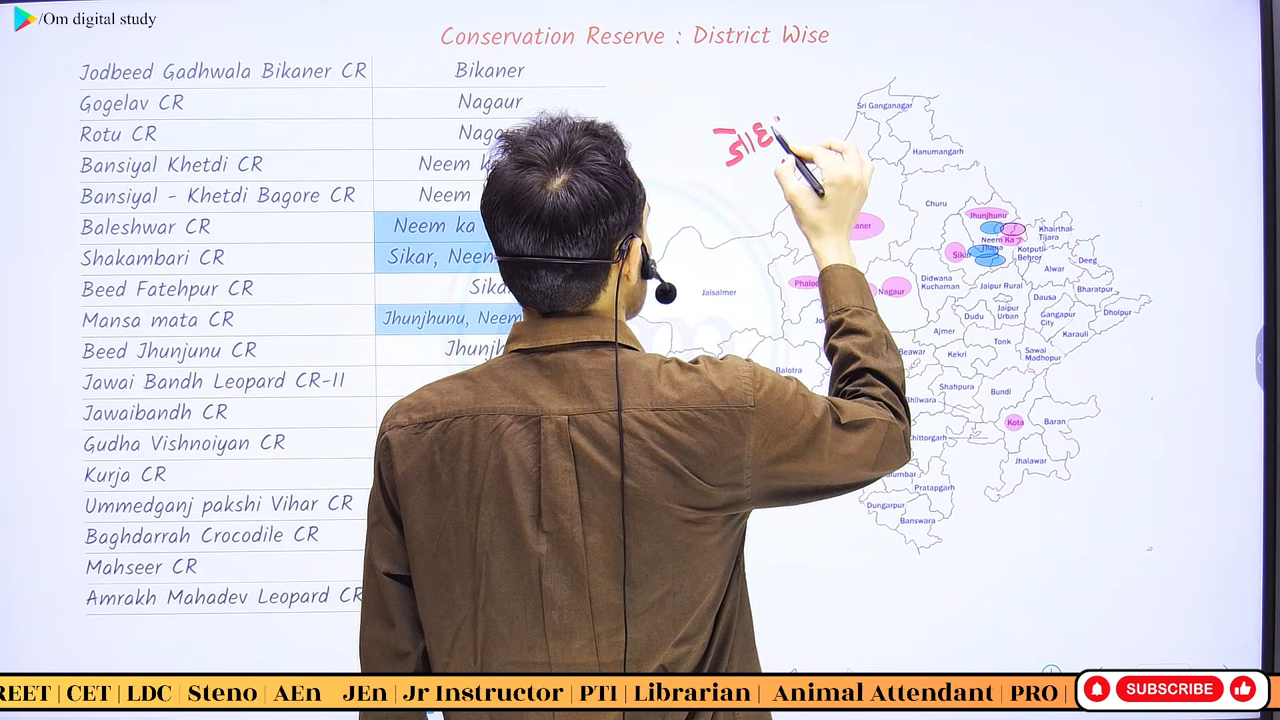 /Om digital study
Conservation Reserve : District Wise
Jodbeed Gadhwala Bikaner CR Bikaner
Gogelav CR Nagaur
Rotu CR
Bansiyal Khetdi CR Neem
Bansiyal - Khetdi Bagore CR Neem
Baleshwar CR Neem ka
Shakambari CR Sikar,
Beed Fatehpur CR
Mansa mata CR Jhunjhunu, Neem
Beed Jhunjunu CR
Jawai Bandh Leopard CR-II
Jawaibandh CR
Gudha Vishnoiyan CR
Kurja CR
Ummedganj pakshi Vihar CR
Baghdarrah Crocodile CR
Mahseer CR
Amrakh Mahadev Leopard CR
Sri Ganganagar
Hanumangarh
Churu
Jhunjhunu
Neem Ka
Thana
Khairthal-
Tijara
Kotputli-
Behror
Deeg
Alwar
Didwana
Kuchaman
Jaipur Rural
Bharatpur
Nagaur
Jaisalmer
Dausa
Jaipur
Urban
Gangapur
City
Dholpur
Dudu
Karauli
Ajmer
Tonk
Sawai
Madhopur
Beawar
Kekri
Balotra
Shahpura
Bundi
Kota
Baran
Jhalawar
Pratapgarh
Dungarpur
Banswara
REET | CET | LDC | Steno | AEn JEn | Jr Instructor | PTI | Librarian | Animal Attendant | PRO |
SUBSCRIBE